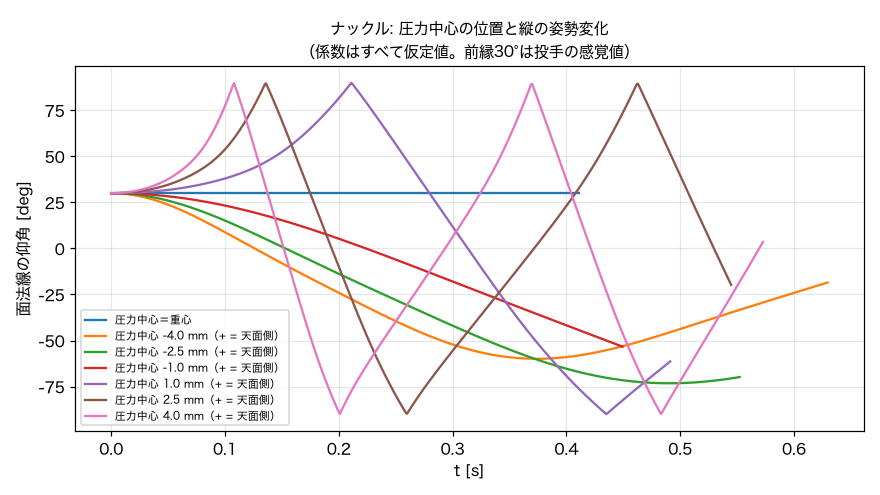 ナックル: 圧力中心の位置と縦の姿勢変化
(係数はすべて仮定値。前縁30°は投手の感覚値)
面法線の仰角 [deg]
75
50
25
0
-25
-50
-75
圧力中心=重心
圧力中心 -4.0 mm (+ = 天面側)
圧力中心 -2.5 mm (+ = 天面側)
圧力中心 -1.0 mm (+ = 天面側)
圧力中心 1.0 mm (+ = 天面側)
圧力中心 2.5 mm (+ = 天面側)
圧力中心 4.0 mm (+ = 天面側)
0.0 0.1 0.2 0.3 0.4 0.5 0.6
t [s]